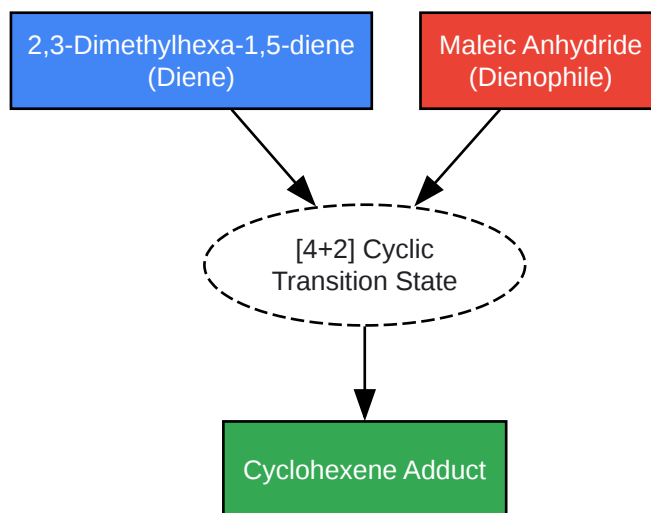 2,3-Dimethylhexa-1,5-diene
(Diene)
Maleic Anhydride
(Dienophile)
[4+2] Cyclic
Transition State
Cyclohexene Adduct